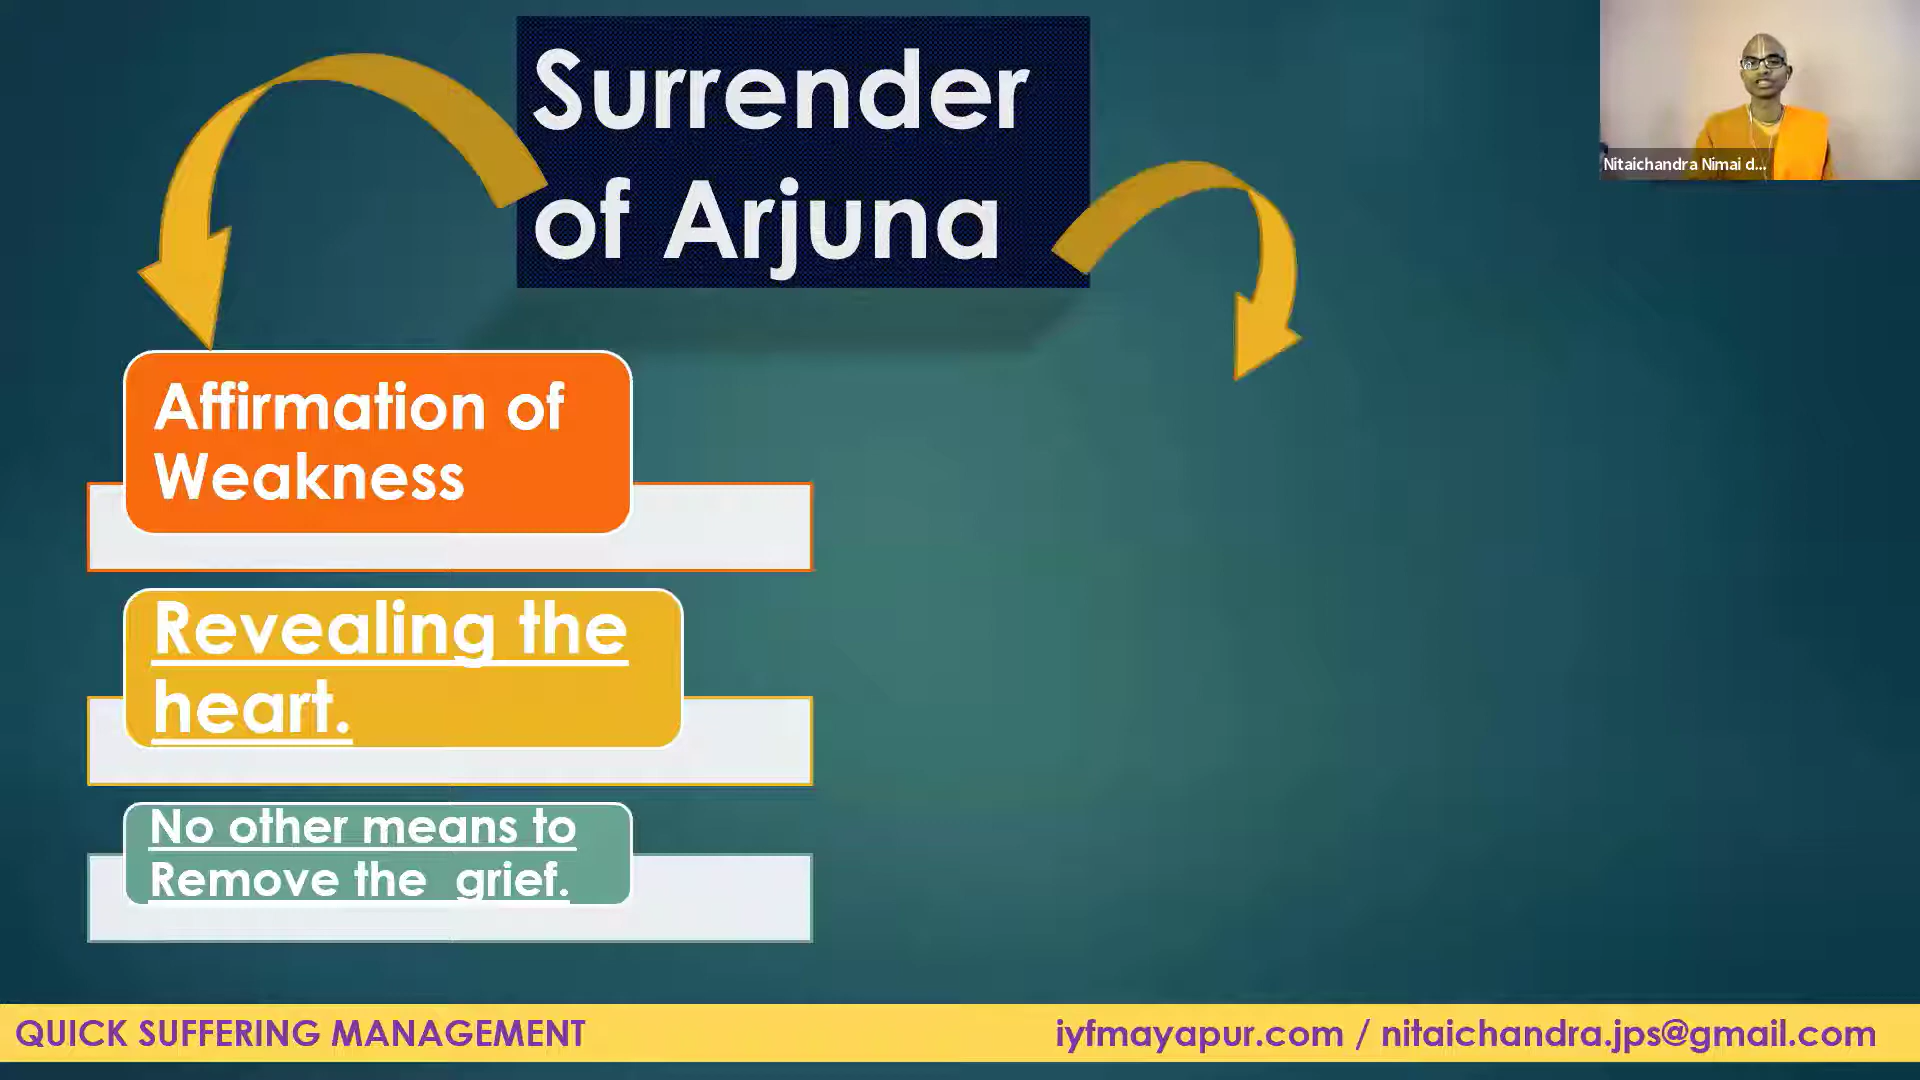 Surrender
of Arjuna
Nitaichandra Nimai d...
Affirmation of
Weakness
Revealing the
heart.
No other means to
Remove the grief.
QUICK SUFFERING MANAGEMENT
iyfmayapur.com / nitaichandra.jps@gmail.com